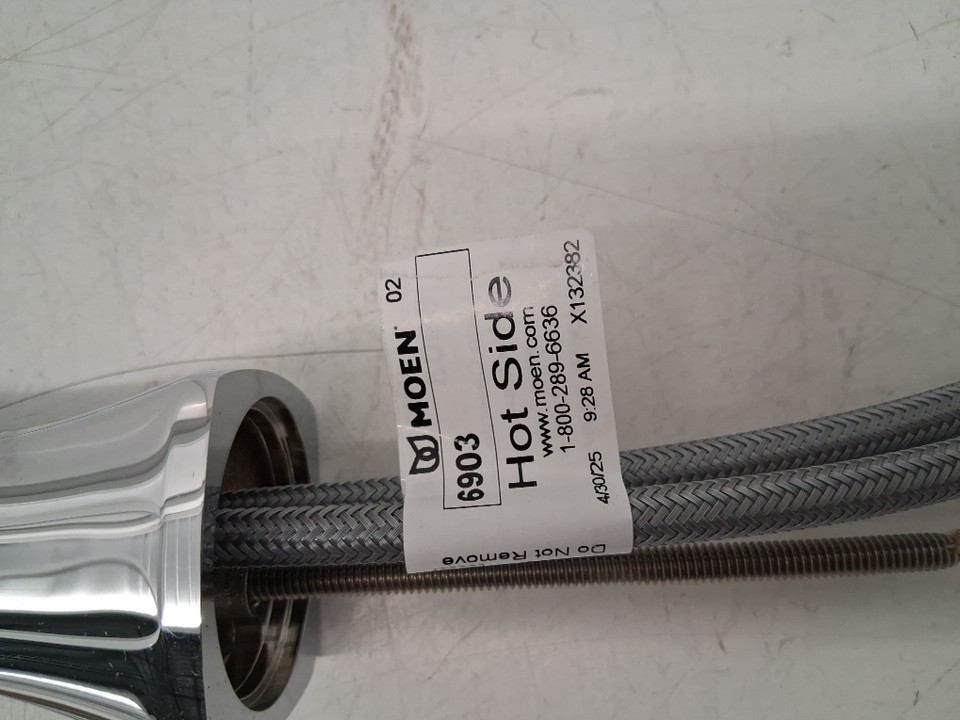 MOEN 02
6903
Hot Side
www.moen.com
1-800-289-6636
4/30/25 9:28 AM X132382
Do Not Remove